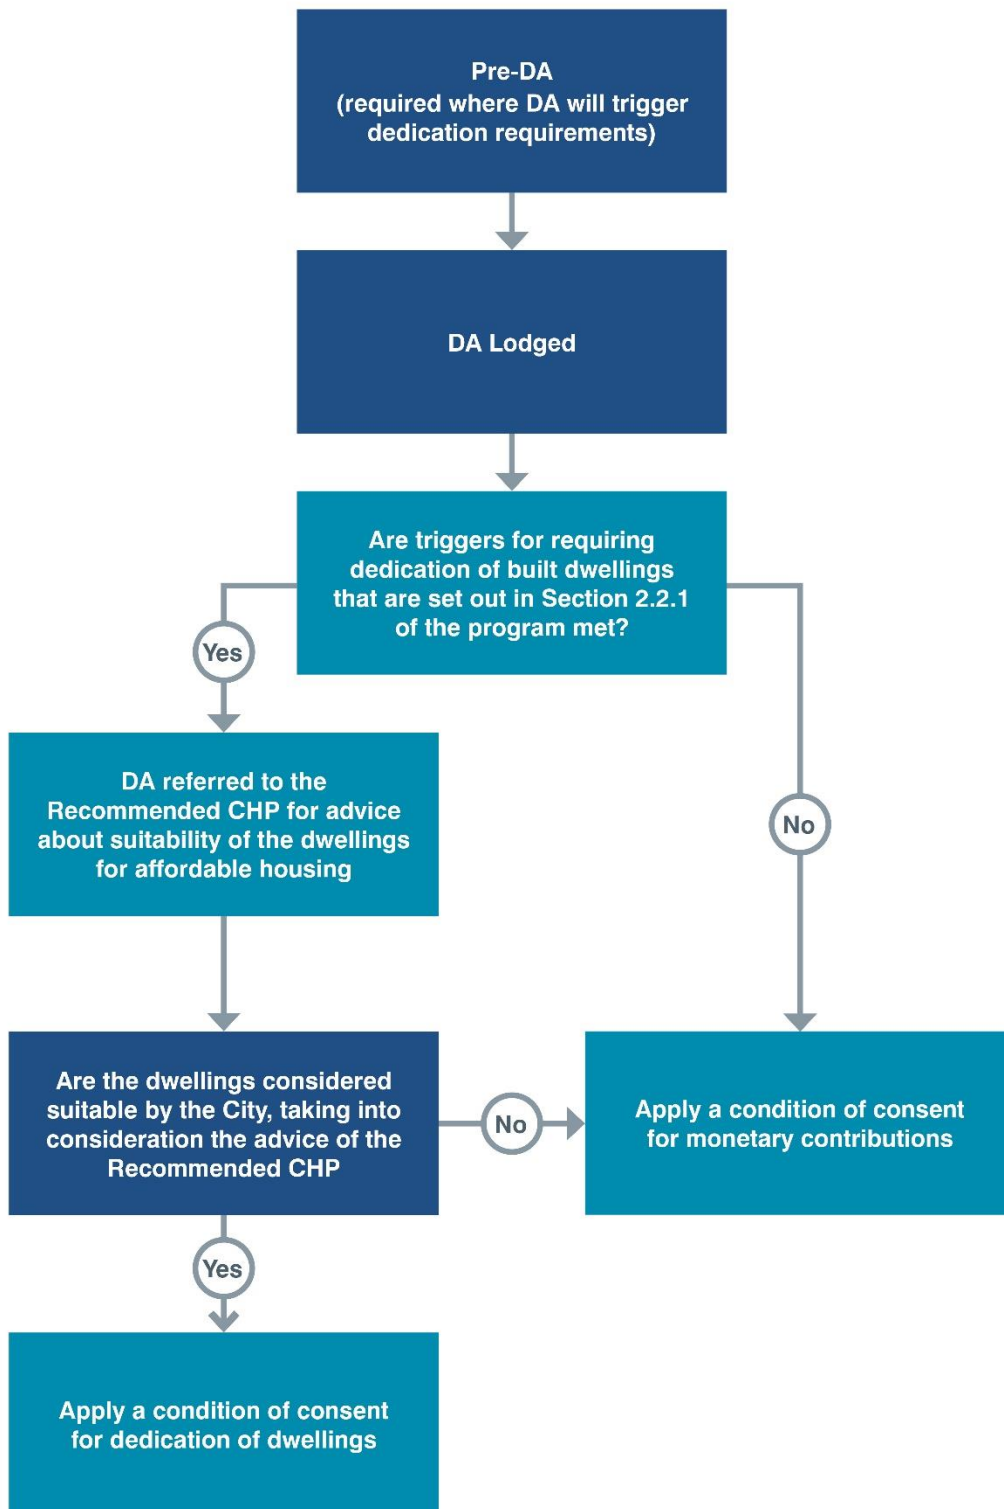 Pre-DA
(required where DA will trigger
dedication requirements)
DA Lodged
Are triggers for requiring
dedication of built dwellings
that are set out in Section 2.2.1
of the program met?
Yes
DA referred to the
Recommended CHP for advice
about suitability of the dwellings
for affordable housing
No
Are the dwellings considered
suitable by the City, taking into
consideration the advice of the
Recommended CHP
No
Apply a condition of consent
for monetary contributions
Yes
Apply a condition of consent
for dedication of dwellings